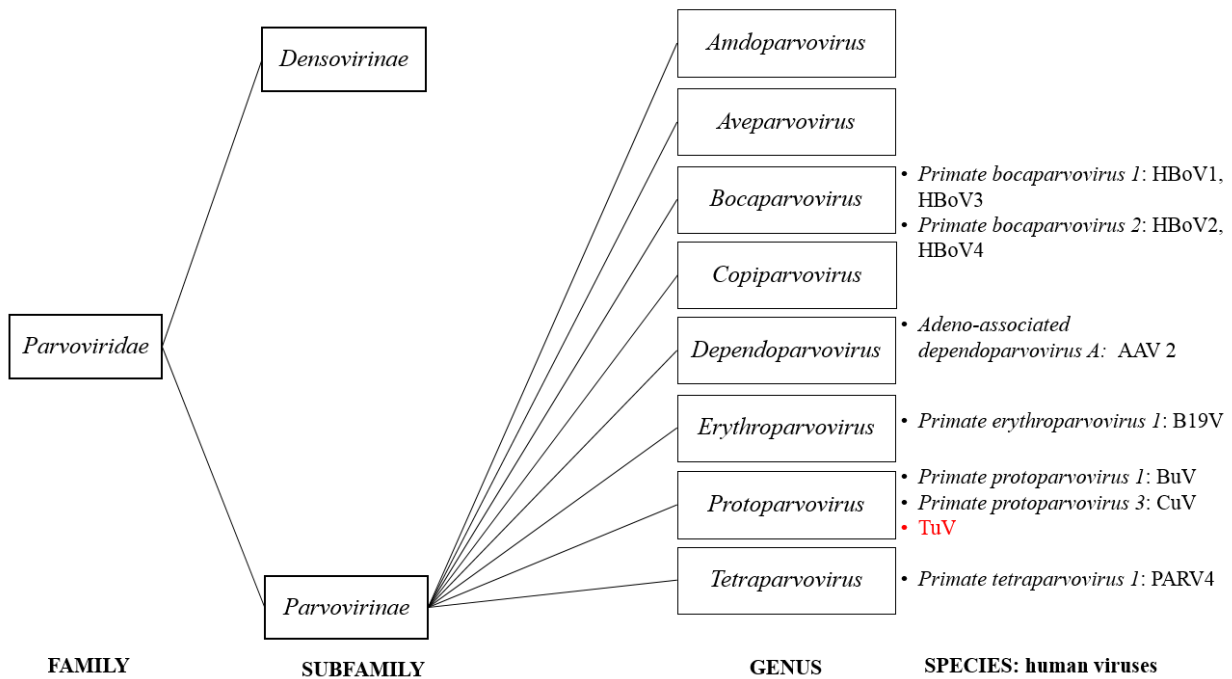 Parvoviridae
Densovirinae
Parvovirinae
Amdoparvovirus
Aveparvovirus
Bocaparvovirus
Copiparvovirus
Dependoparvovirus
Erythroparvovirus
Protoparvovirus
Tetraparvovirus
• Primate bocaparvovirus 1: HBoV1,
HBoV3
• Primate bocaparvovirus 2: HBoV2,
HBoV4
• Adeno-associated
dependoparvovirus A: AAV 2
• Primate erythroparvovirus 1: B19V
• Primate protoparvovirus 1: BuV
• Primate protoparvovirus 3: CuV
• TuV
• Primate tetraparvovirus 1: PARV4
FAMILY
SUBFAMILY
GENUS
SPECIES: human viruses